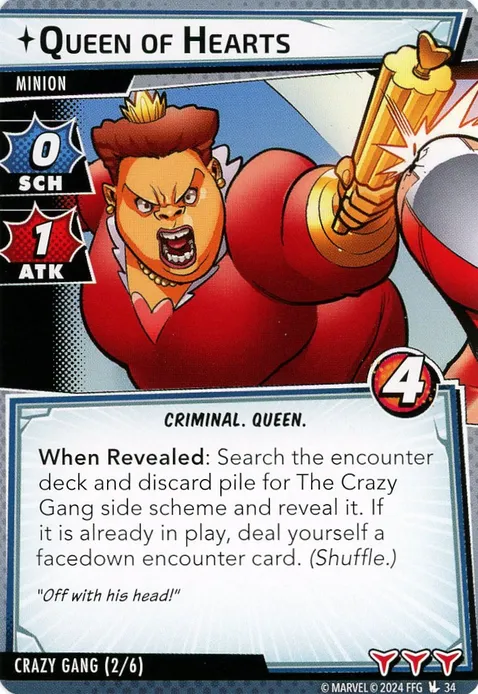 QUEEN OF HEARTS
MINION
0
SCH
1
ATK
4
CRIMINAL. QUEEN.
When Revealed: Search the encounter
deck and discard pile for The Crazy
Gang side scheme and reveal it. If
it is already in play, deal yourself a
facedown encounter card. (Shuffle.)
"Off with his head!"
CRAZY GANG (2/6)
© MARVEL © 2024 FFG 34